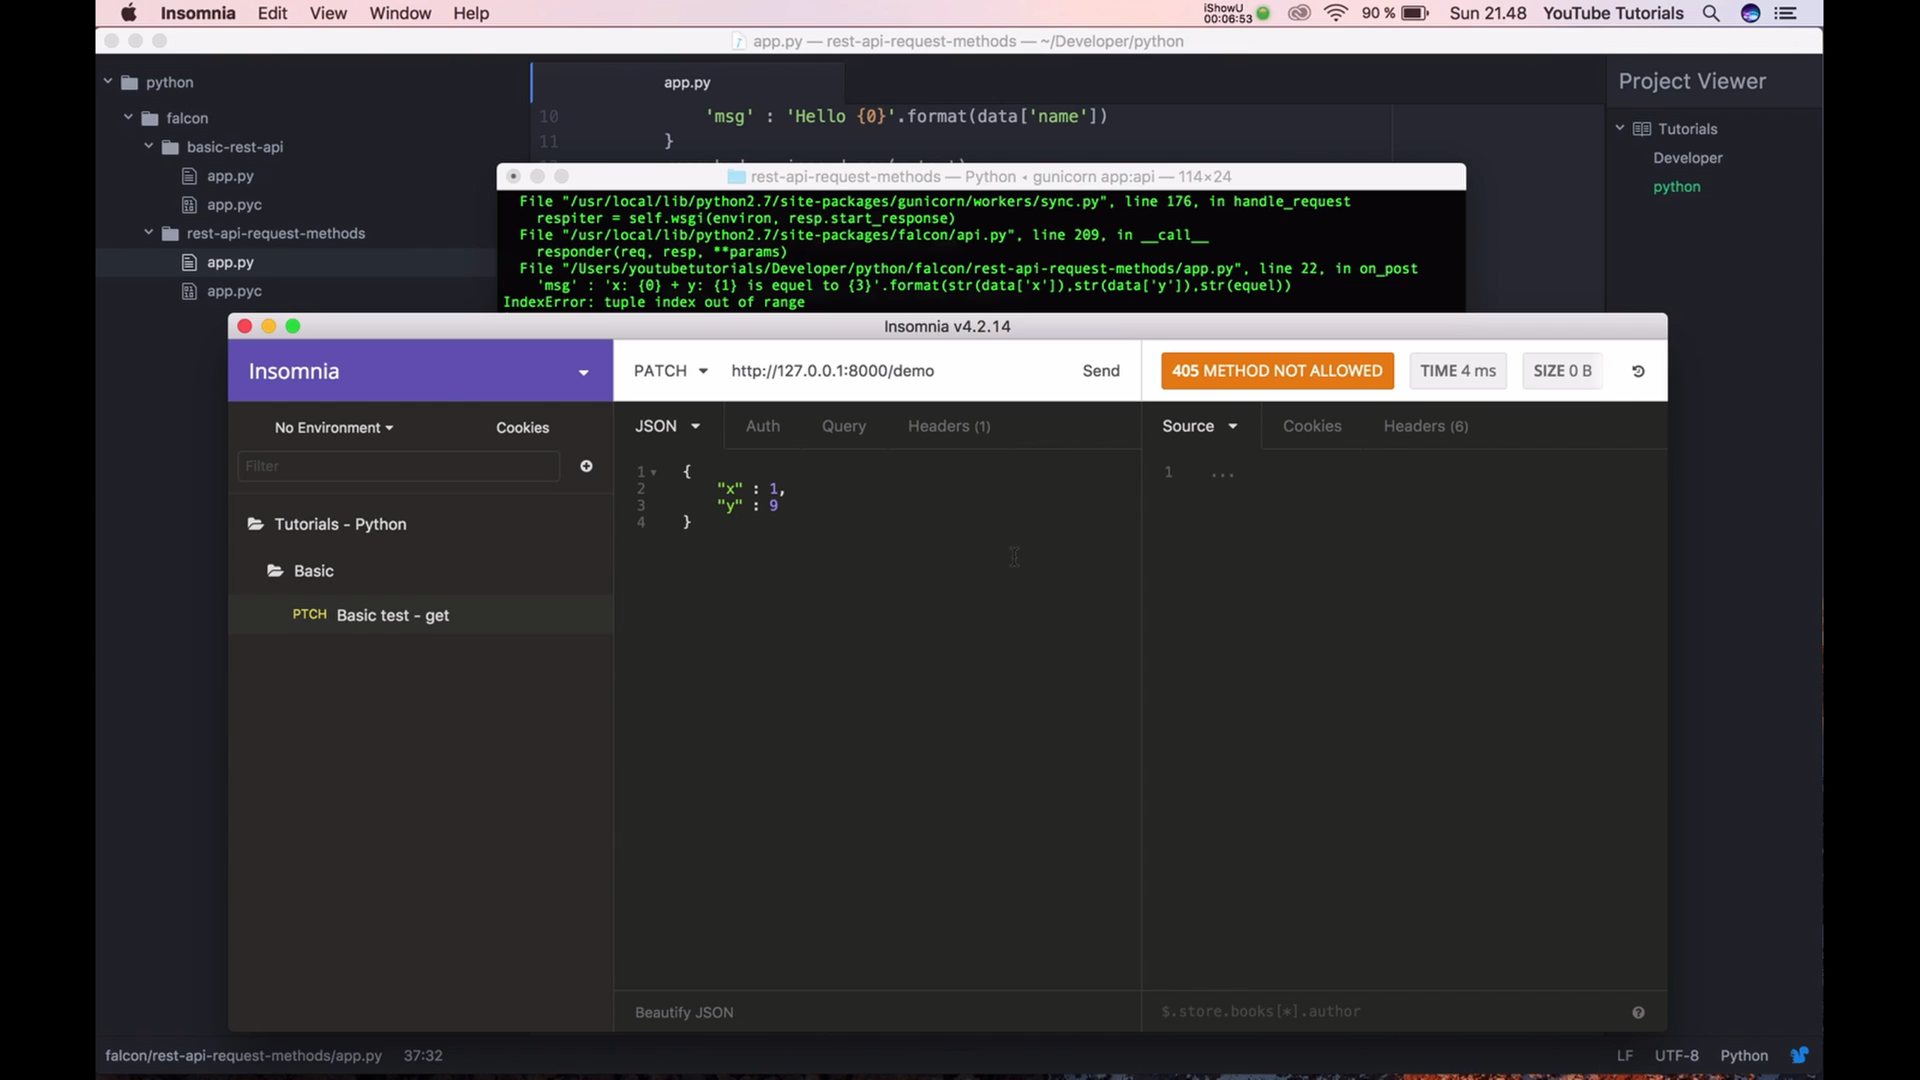 Insomnia Edit View Window Help
iShowU
00:06:53
90 % Sun 21.48 YouTube Tutorials
app.py — rest-api-request-methods — ~/Developer/python
python
falcon
basic-rest-api
app.py
app.pyc
rest-api-request-methods
app.py
app.pyc
app.py
10 'msg' : 'Hello {0}'.format(data['name'])
11 }
Project Viewer
Tutorials
Developer
python
rest-api-request-methods — Python • gunicorn app:api — 114×24
File "/usr/local/lib/python2.7/site-packages/gunicorn/workers/sync.py", line 176, in handle_request
respiter = self.wsgi(environ, resp.start_response)
File "/usr/local/lib/python2.7/site-packages/falcon/api.py", line 209, in __call__
responder(req, resp, **params)
File "/Users/youtubetutorials/Developer/python/falcon/rest-api-request-methods/app.py", line 22, in on_post
'msg' : 'x: {0} + y: {1} is equel to {3}'.format(str(data['x']),str(data['y']),str(equel))
IndexError: tuple index out of range
Insomnia v4.2.14
Insomnia
PATCH http://127.0.0.1:8000/demo Send
405 METHOD NOT ALLOWED TIME 4 ms SIZE 0 B
No Environment Cookies
Filter
Tutorials - Python
Basic
PTCH Basic test - get
JSON Auth Query Headers (1)
1 {
2 "x" : 1,
3 "y" : 9
4 }
Beautify JSON
Source Cookies Headers (6)
1 ...
$.store.books[*].author
falcon/rest-api-request-methods/app.py 37:32
LF UTF-8 Python